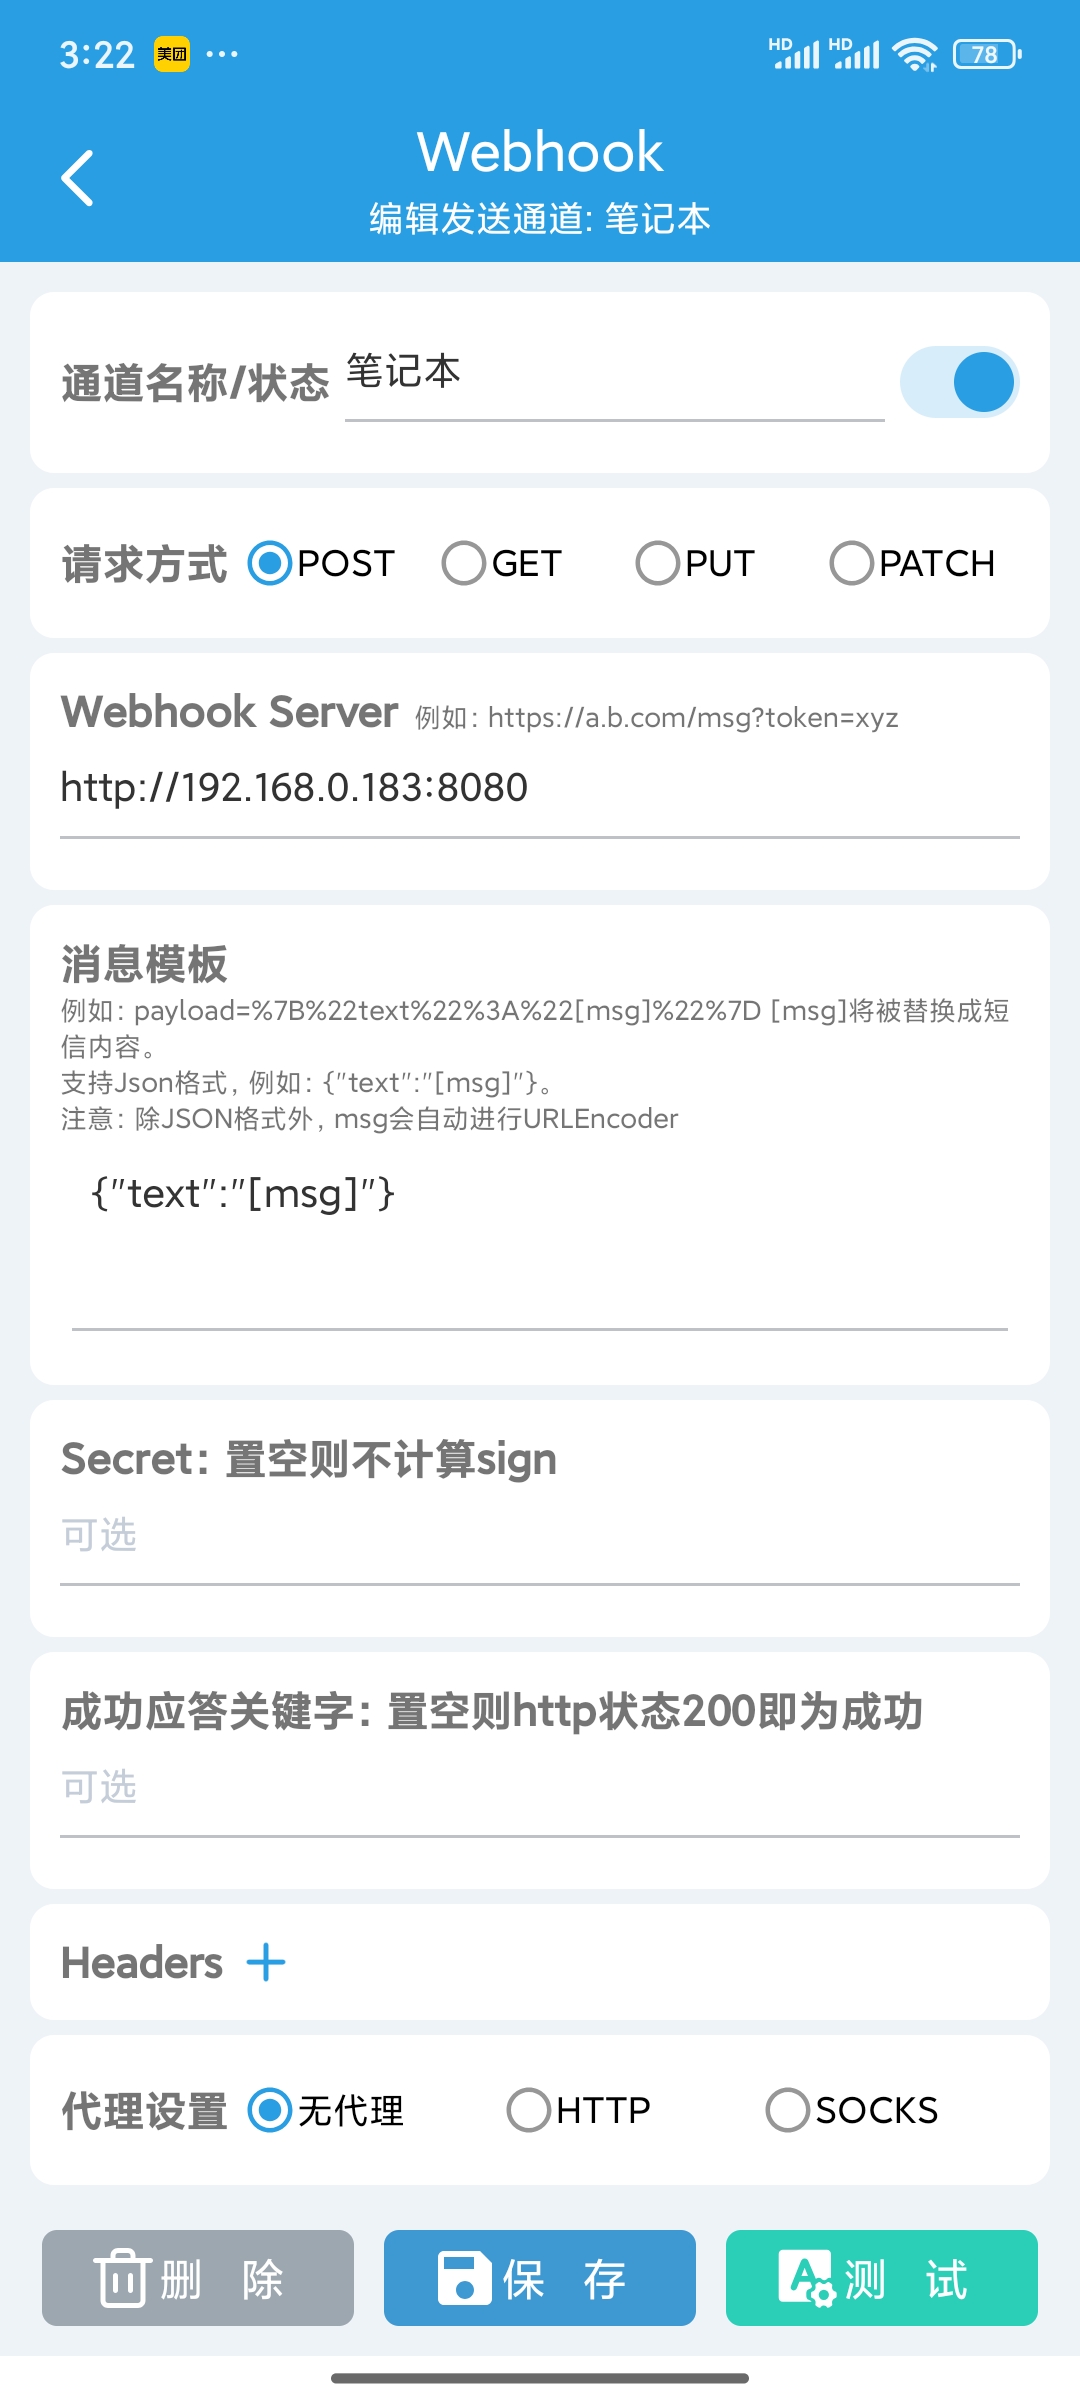 3:22 美团 ... HD HD 78
Webhook
编辑发送通道: 笔记本
通道名称/状态 笔记本
请求方式 POST GET PUT PATCH
Webhook Server 例如: https://a.b.com/msg?token=xyz
http://192.168.0.183:8080
消息模板
例如: payload=%7B%22text%22%3A%22[msg]%22%7D [msg]将被替换成短
信内容。
支持Json格式, 例如: {"text":"[msg]"}。
注意: 除JSON格式外, msg会自动进行URLEncoder
{"text":"[msg]"}
Secret: 置空则不计算sign
可选
成功应答关键字: 置空则http状态200即为成功
可选
Headers +
代理设置 无代理 HTTP SOCKS
删 除 保 存 测 试